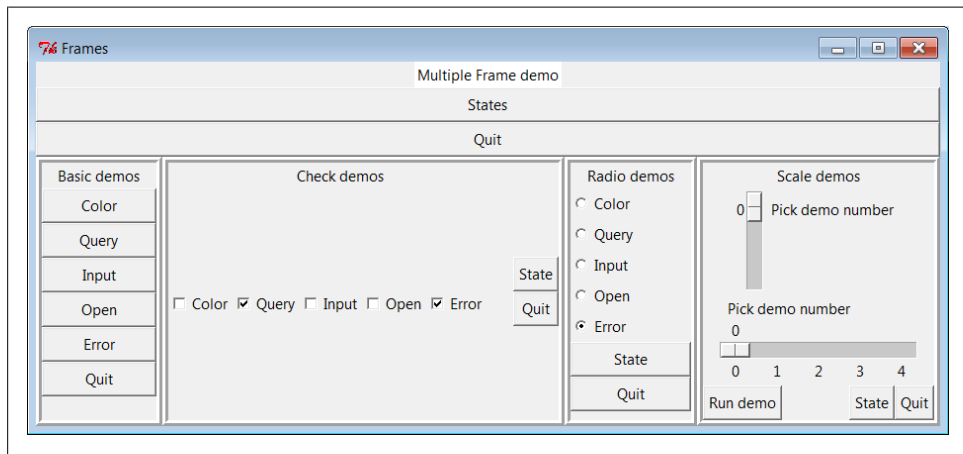 Frames
Multiple Frame demo
States
Quit
Basic demos
Color
Query
Input
Open
Error
Quit
Check demos
Color Query Input Open Error
State
Quit
Radio demos
Color
Query
Input
Open
Error
State
Quit
Scale demos
0 Pick demo number
Pick demo number
0
0 1 2 3 4
Run demo State Quit